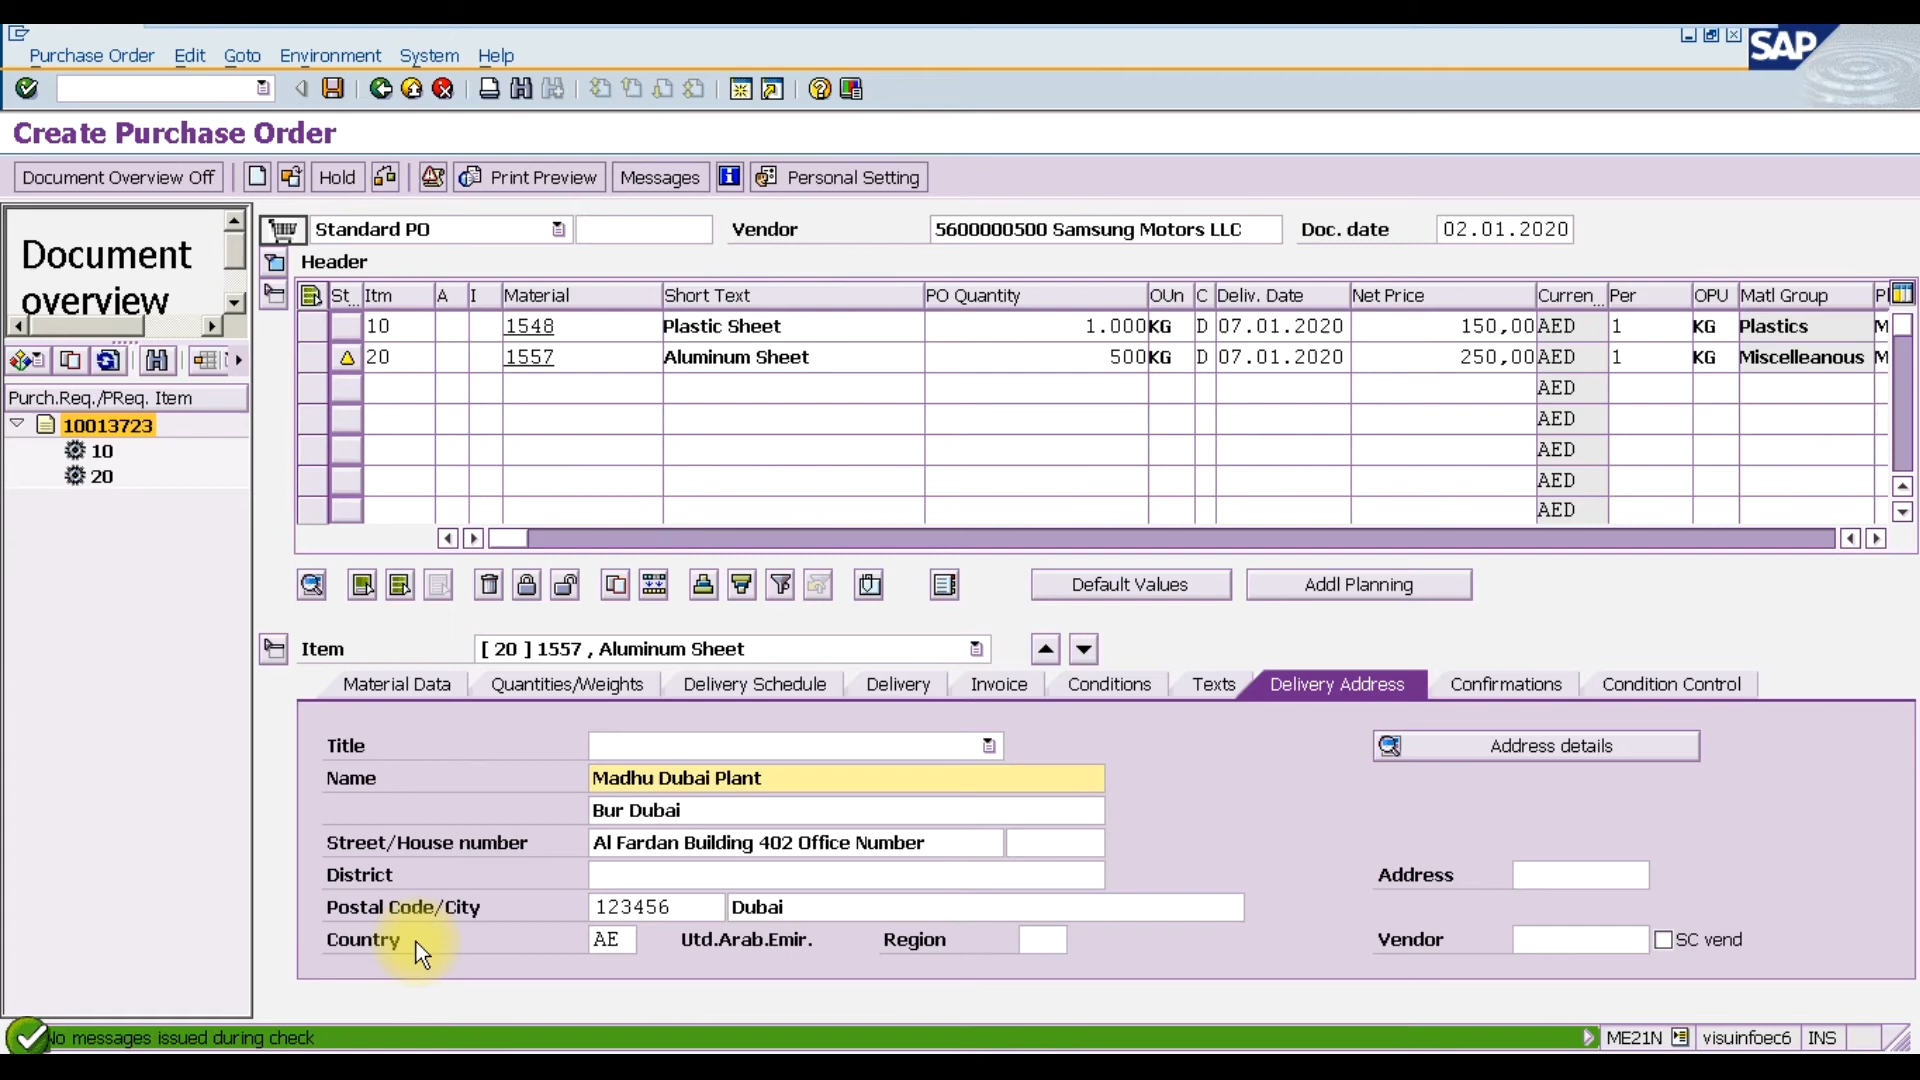 Purchase Order Edit Goto Environment System Help
SAP
Create Purchase Order
Document Overview Off Hold Print Preview Messages Personal Setting
Document overview
Standard PO Vendor 5600000500 Samsung Motors LLC Doc. date 02.01.2020
Header
St... Itm A I Material Short Text PO Quantity OUn C Deliv. Date Net Price Curren... Per OPU Matl Group Pl
10 1548 Plastic Sheet 1.000 KG D 07.01.2020 150,00 AED 1 KG Plastics M
20 1557 Aluminum Sheet 500 KG D 07.01.2020 250,00 AED 1 KG Miscelleanous M
AED
AED
AED
AED
AED
Purch.Req./PReq. Item
10013723
10
20
Default Values Addl Planning
Item [ 20 ] 1557 , Aluminum Sheet
Material Data Quantities/Weights Delivery Schedule Delivery Invoice Conditions Texts Delivery Address Confirmations Condition Control
Title Address details
Name Madhu Dubai Plant
Bur Dubai
Street/House number Al Fardan Building 402 Office Number
District Address
Postal Code/City 123456 Dubai
Country AE Utd.Arab.Emir. Region Vendor SC vend
No messages issued during check ME21N visuinfoec6 INS